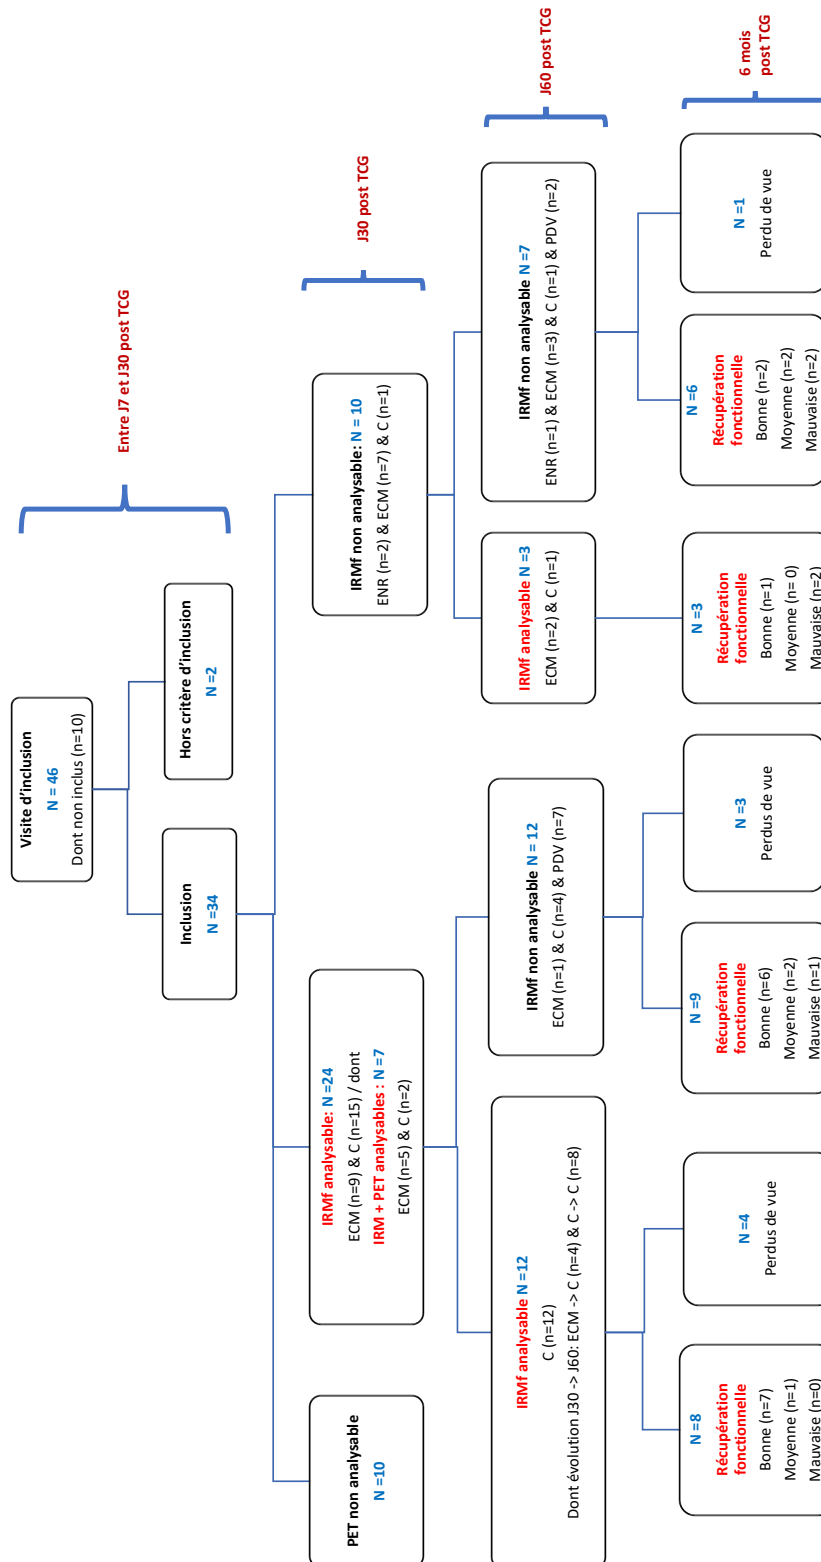 Visite d'inclusion
N = 46
Dont non inclus (n=10)
Entre J7 et J30 post TCG
Inclusion
N =34
Hors critère d'inclusion
N =2
PET non analysable
N =10
IRMf analysable: N =24
ECM (n=9) & C (n=15) / dont
IRM + PET analysables : N =7
ECM (n=5) & C (n=2)
IRMf non analysable: N = 10
ENR (n=2) & ECM (n=7) & C (n=1)
J30 post TCG
IRMf analysable N =12
C (n=12)
Dont évolution J30 -> J60: ECM -> C (n=4) & C -> C (n=8)
IRMf non analysable N = 12
ECM (n=1) & C (n=4) & PDV (n=7)
IRMf analysable N =3
ECM (n=2) & C (n=1)
IRMf non analysable N =7
ENR (n=1) & ECM (n=3) & C (n=1) & PDV (n=2)
J60 post TCG
N =8
Récupération
fonctionnelle
Bonne (n=7)
Moyenne (n=1)
Mauvaise (n=0)
N =4
Perdus de vue
N =9
Récupération
fonctionnelle
Bonne (n=6)
Moyenne (n=2)
Mauvaise (n=1)
N =3
Perdus de vue
N =3
Récupération
fonctionnelle
Bonne (n=1)
Moyenne (n= 0)
Mauvaise (n=2)
N =6
Récupération
fonctionnelle
Bonne (n=2)
Moyenne (n=2)
Mauvaise (n=2)
N =1
Perdu de vue
6 mois
post TCG